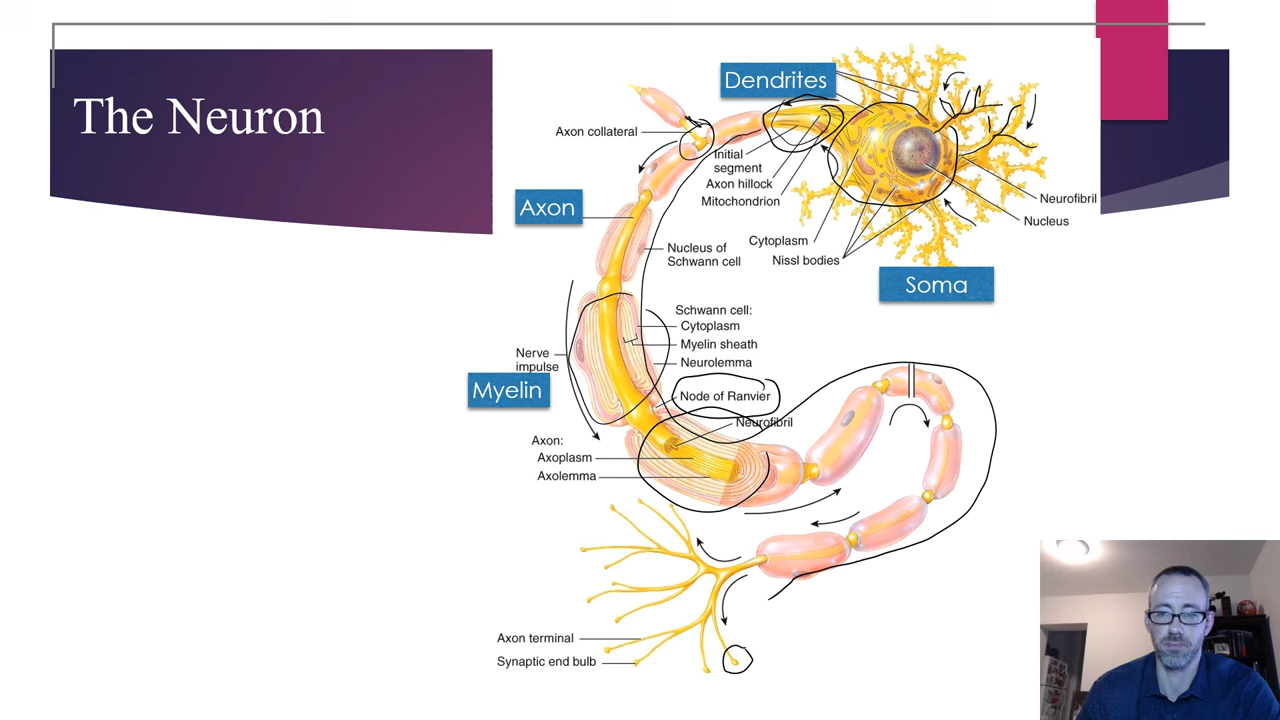 The Neuron
Dendrites
Axon collateral
Initial
segment
Axon hillock
Mitochondrion
Neurofibril
Nucleus
Axon
Cytoplasm
Nissl bodies
Nucleus of
Schwann cell
Soma
Schwann cell:
Cytoplasm
Myelin sheath
Neurolemma
Nerve
impulse
Myelin
Node of Ranvier
Neurofibril
Axon:
Axoplasm
Axolemma
Axon terminal
Synaptic end bulb